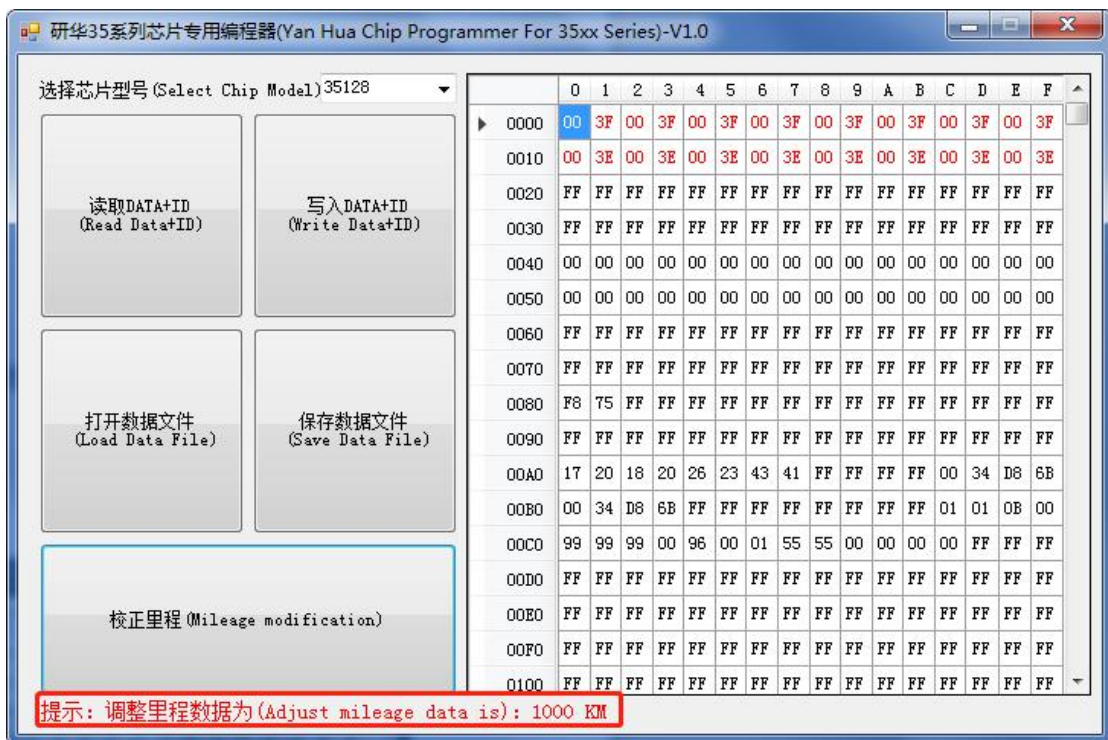 研华35系列芯片专用编程器(Yan Hua Chip Programmer For 35xx Series)-V1.0
选择芯片型号(Select Chip Model) 35128
读取DATA+ID
(Read Data+ID)
写入DATA+ID
(Write Data+ID)
打开数据文件
(Load Data File)
保存数据文件
(Save Data File)
校正里程(Mileage modification)
提示: 调整里程数据为(Adjust mileage data is): 1000 KM
0 1 2 3 4 5 6 7 8 9 A B C D E F
0000 00 3F 00 3F 00 3F 00 3F 00 3F 00 3F 00 3F 00 3F
0010 00 3E 00 3E 00 3E 00 3E 00 3E 00 3E 00 3E 00 3E
0020 FF FF FF FF FF FF FF FF FF FF FF FF FF FF FF FF
0030 FF FF FF FF FF FF FF FF FF FF FF FF FF FF FF FF
0040 00 00 00 00 00 00 00 00 00 00 00 00 00 00 00 00
0050 00 00 00 00 00 00 00 00 00 00 00 00 00 00 00 00
0060 FF FF FF FF FF FF FF FF FF FF FF FF FF FF FF FF
0070 FF FF FF FF FF FF FF FF FF FF FF FF FF FF FF FF
0080 F8 75 FF FF FF FF FF FF FF FF FF FF FF FF FF FF
0090 FF FF FF FF FF FF FF FF FF FF FF FF FF FF FF FF
00A0 17 20 18 20 26 23 43 41 FF FF FF FF 00 34 D8 6B
00B0 00 34 D8 6B FF FF FF FF FF FF FF FF 01 01 0B 00
00C0 99 99 99 00 96 00 01 55 55 00 00 00 00 FF FF FF
00D0 FF FF FF FF FF FF FF FF FF FF FF FF FF FF FF FF
00E0 FF FF FF FF FF FF FF FF FF FF FF FF FF FF FF FF
00F0 FF FF FF FF FF FF FF FF FF FF FF FF FF FF FF FF
0100 FF FF FF FF FF FF FF FF FF FF FF FF FF FF FF FF